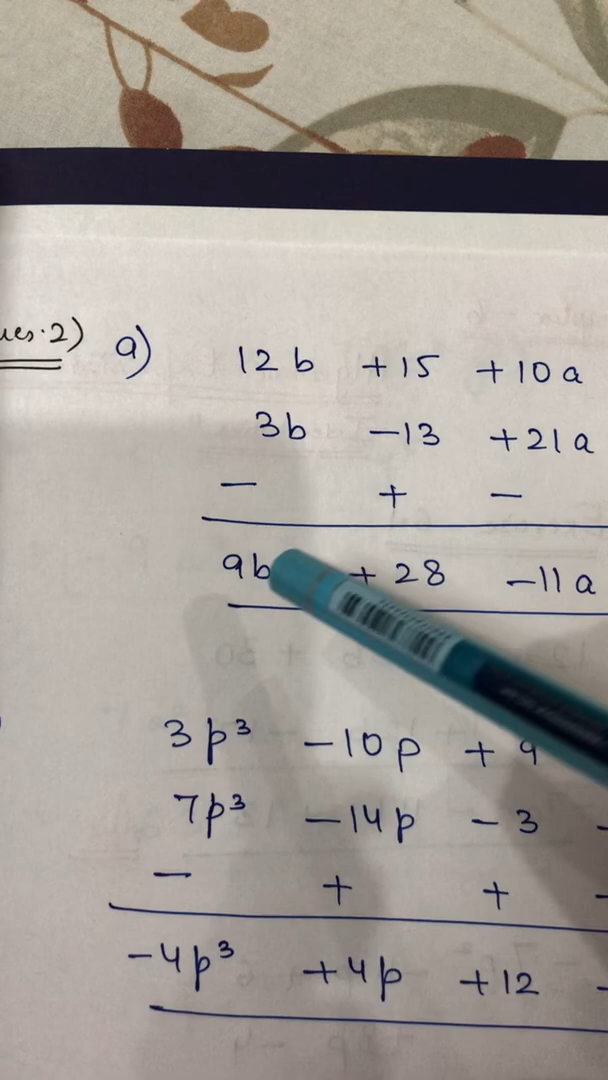 2) a) 12b +15 +10a
3b -13 +21a
- + -
9b +28 -11a
3p³ -10p + 9
7p³ -14p - 3 -
- + + -
-4p³ +4p +12 -